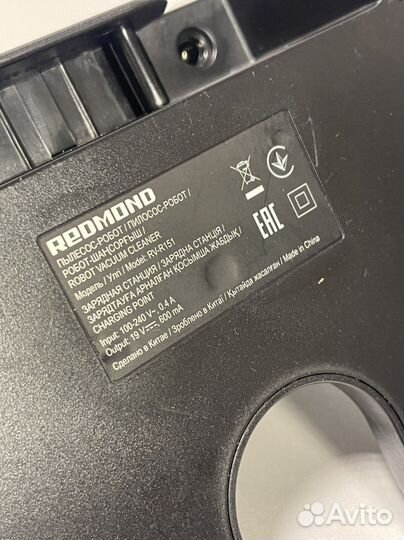 REDMOND
ПЫЛЕСОС-РОБОТ / ПИЛОСОС-РОБОТ /
РОБОТ-ШАҢСОРҒЫШ /
ROBOT VACUUM CLEANER
Модель / Үлгі / Model: RV-R151
ЗАРЯДНАЯ СТАНЦИЯ / ЗАРЯДНА СТАНЦІЯ /
ЗАРЯДТАУҒА АРНАЛҒАН ҚОСЫМША ЖАБДЫҚ /
CHARGING POINT
Input: 100-240 V~, 0.4 A
Output: 19 V⎓, 600 mA
Сделано в Китае / Зроблено в Китаї / Қытайда жасалған / Made in China
EAC
Avito